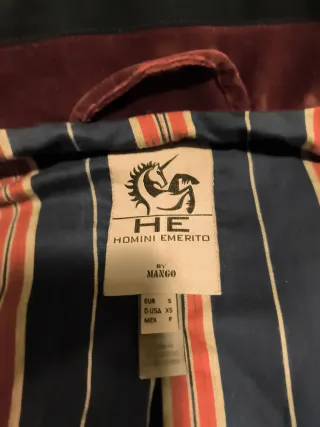 HE
HOMINI EMERITO
BY
MANGO
EUR S
D-USA XS
MEX P